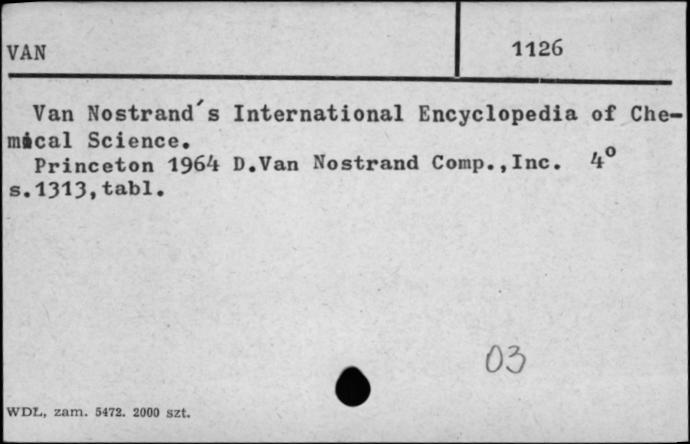 VAN
1126
Van Nostrand´s International Encyclopedia of Che-
mical Science.
Princeton 1964 D.Van Nostrand Comp.,Inc. 4°
s.1313,tabl.
03
WDL, zam. 5472. 2000 szt.